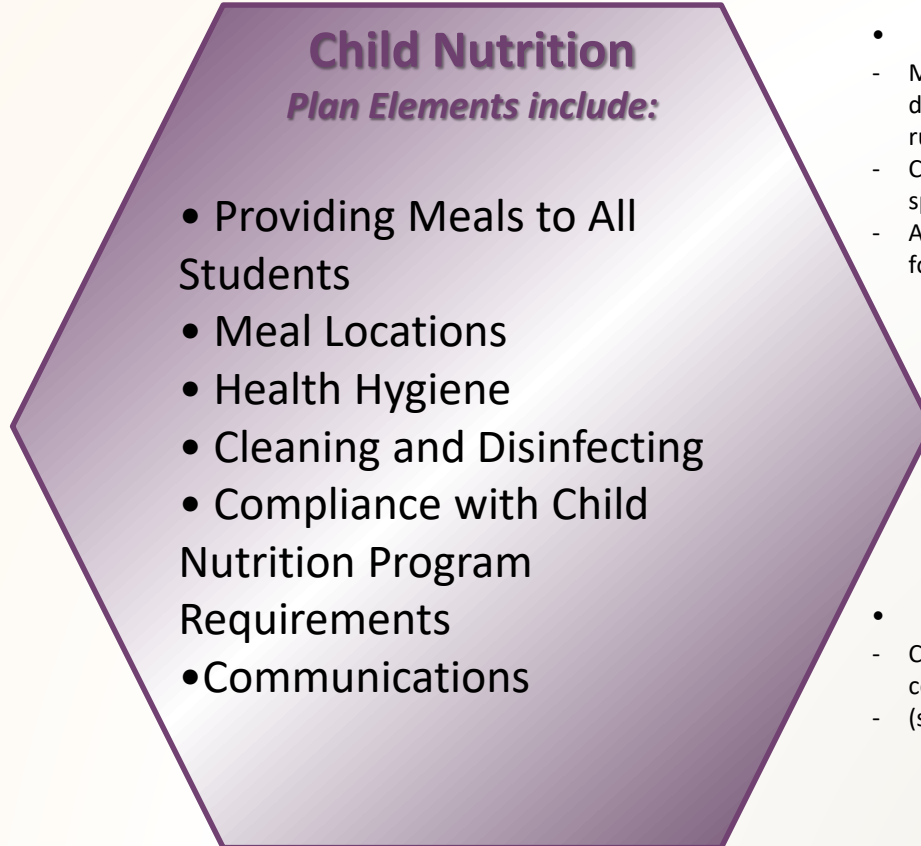 Child Nutrition
Plan Elements include:
• Providing Meals to All
Students
• Meal Locations
• Health Hygiene
• Cleaning and Disinfecting
• Compliance with Child
Nutrition Program
Requirements
•Communications
•
-
-
-
•
-
- (s